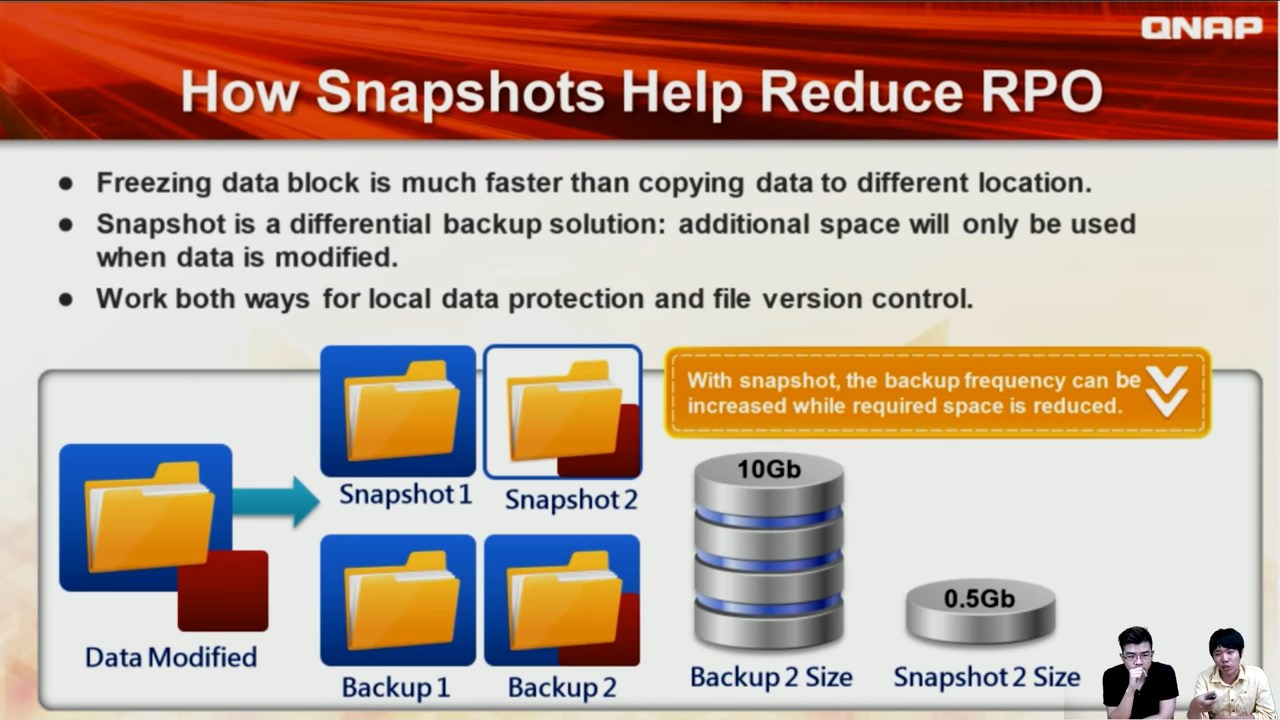 QNAP
How Snapshots Help Reduce RPO
● Freezing data block is much faster than copying data to different location.
● Snapshot is a differential backup solution: additional space will only be used
when data is modified.
● Work both ways for local data protection and file version control.
With snapshot, the backup frequency can be
increased while required space is reduced.
Data Modified
Snapshot 1
Snapshot 2
Backup 1
Backup 2
10Gb
Backup 2 Size
0.5Gb
Snapshot 2 Size